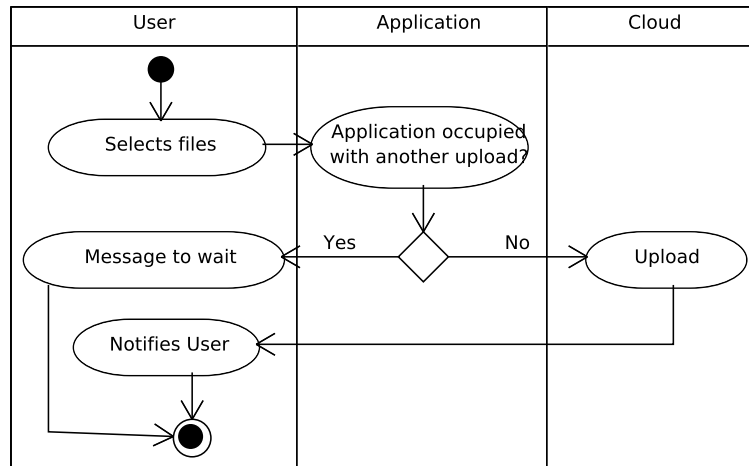 User
Application
Cloud
Selects files
Application occupied
with another upload?
Message to wait
Yes
No
Upload
Notifies User